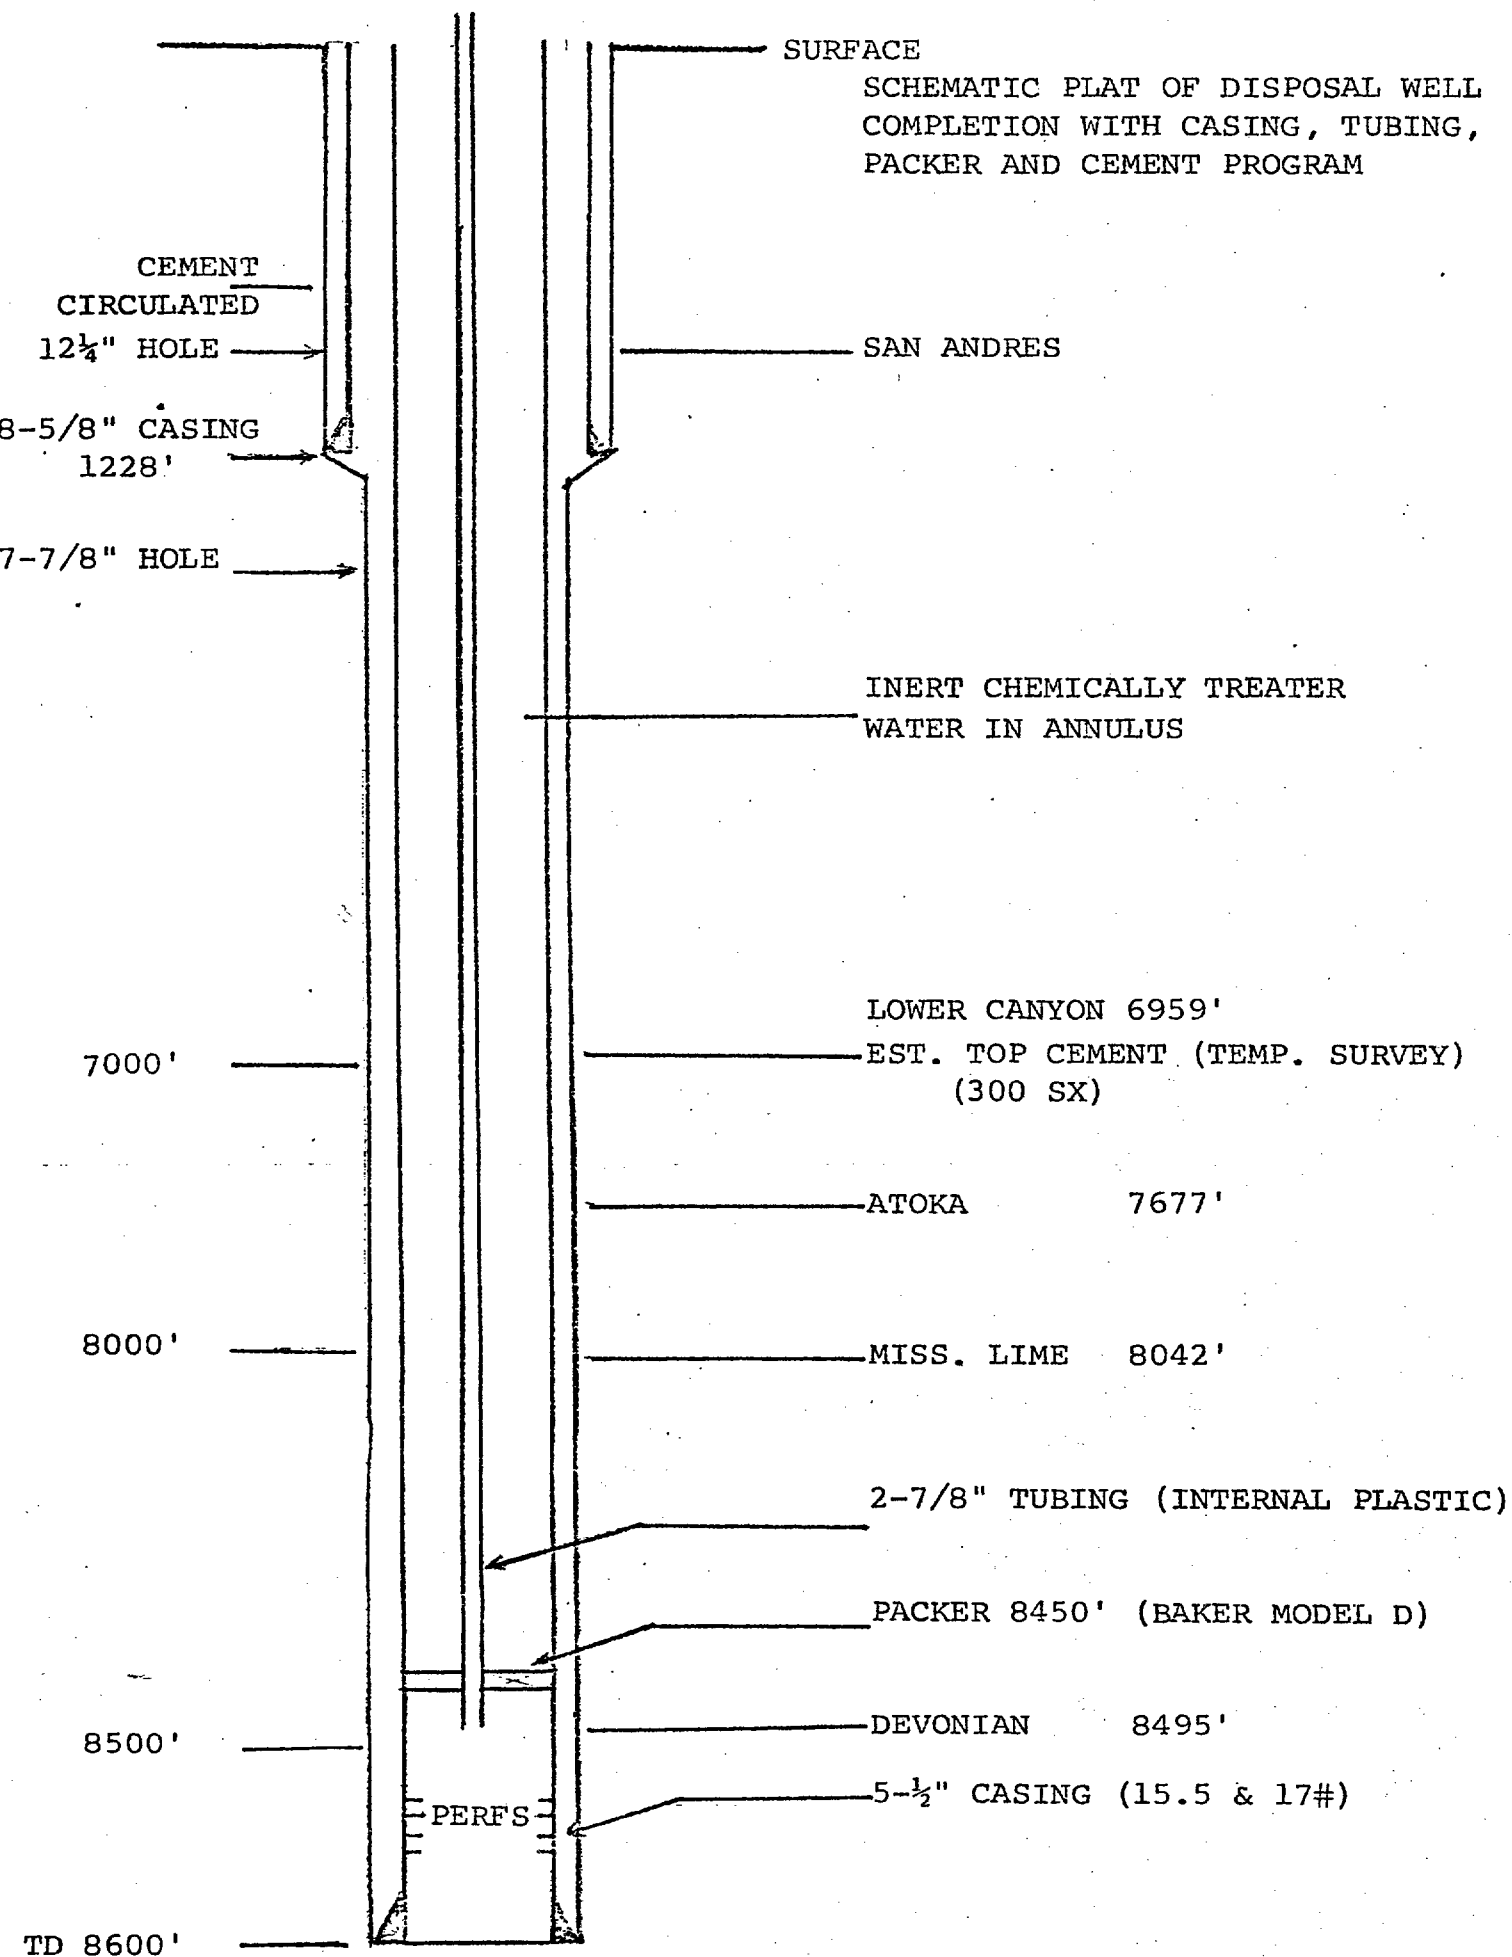 SURFACE
SCHEMATIC PLAT OF DISPOSAL WELL
COMPLETION WITH CASING, TUBING,
PACKER AND CEMENT PROGRAM
CEMENT
CIRCULATED
12¼" HOLE
SAN ANDRES
8-5/8" CASING
1228'
7-7/8" HOLE
INERT CHEMICALLY TREATER
WATER IN ANNULUS
LOWER CANYON 6959'
7000'
EST. TOP CEMENT (TEMP. SURVEY)
(300 SX)
ATOKA 7677'
8000'
MISS. LIME 8042'
2-7/8" TUBING (INTERNAL PLASTIC)
PACKER 8450' (BAKER MODEL D)
DEVONIAN 8495'
8500'
5-½" CASING (15.5 & 17#)
PERFS
TD 8600'